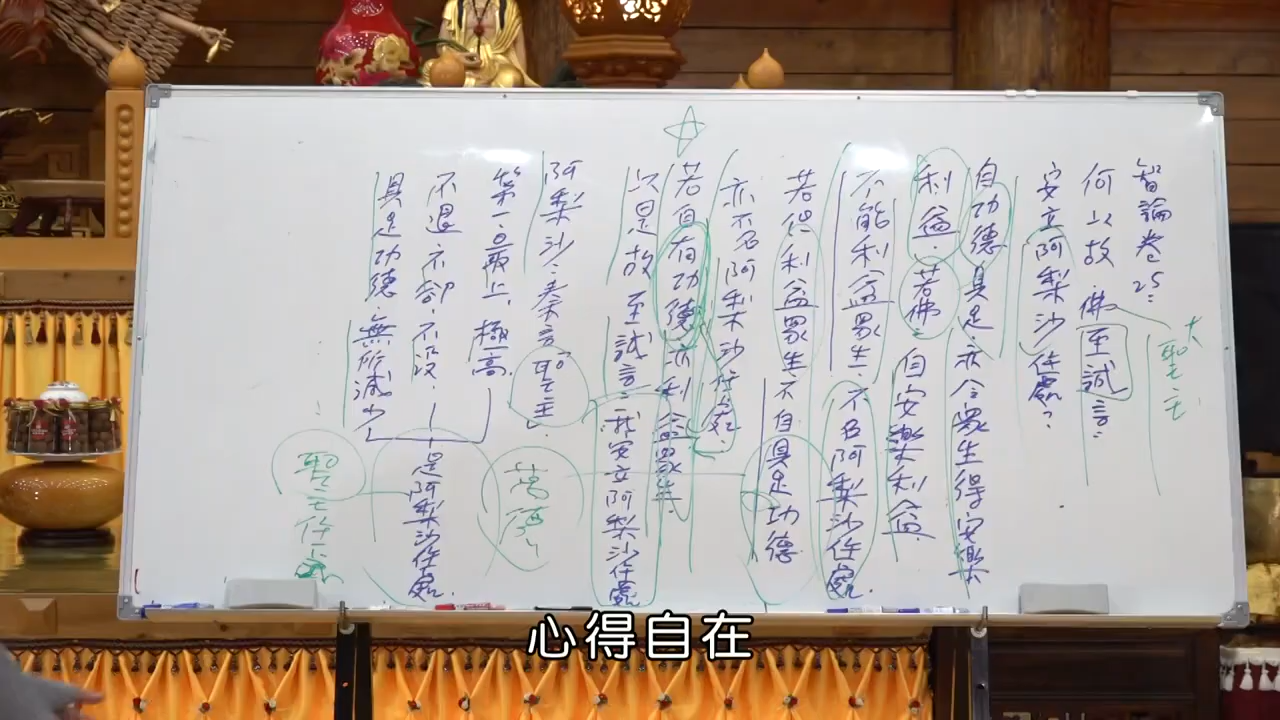 智論卷25:
何以故佛至誠言:
安立阿梨沙住處?
自功德具足,亦令眾生得安樂
利益.若佛:自安樂利益.
不能利益眾生,不名阿梨沙住處.
若但利益眾生不自具足功德
亦不名阿梨沙住處.
若自有功德,亦利益眾生
以是故至誠言:我安立阿梨沙住處
阿梨沙.秦言聖主.
第一.最上.極高.
不退.不却.不沒.
是阿梨沙住處.
具足功德無所減少
大聖主
萬德
聖主住處
心得自在